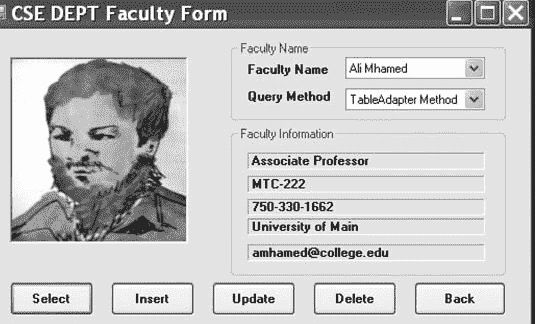 CSE DEPT Faculty Form
Faculty Name
Faculty Name Ali Mhamed
Query Method TableAdapter Method
Faculty Information
Associate Professor
MTC-222
750-330-1662
University of Main
amhamed@college.edu
Select Insert Update Delete Back